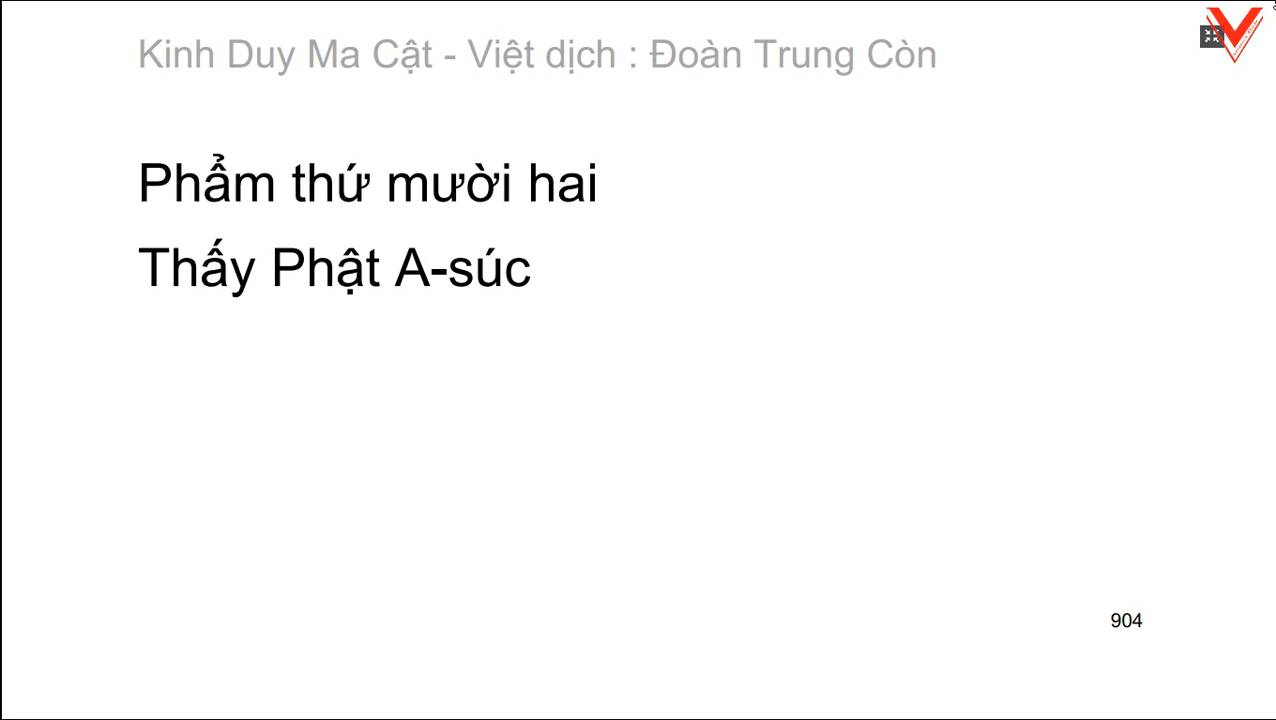 Kinh Duy Ma Cật - Việt dịch : Đoàn Trung Còn
Phẩm thứ mười hai
Thấy Phật A-súc
904